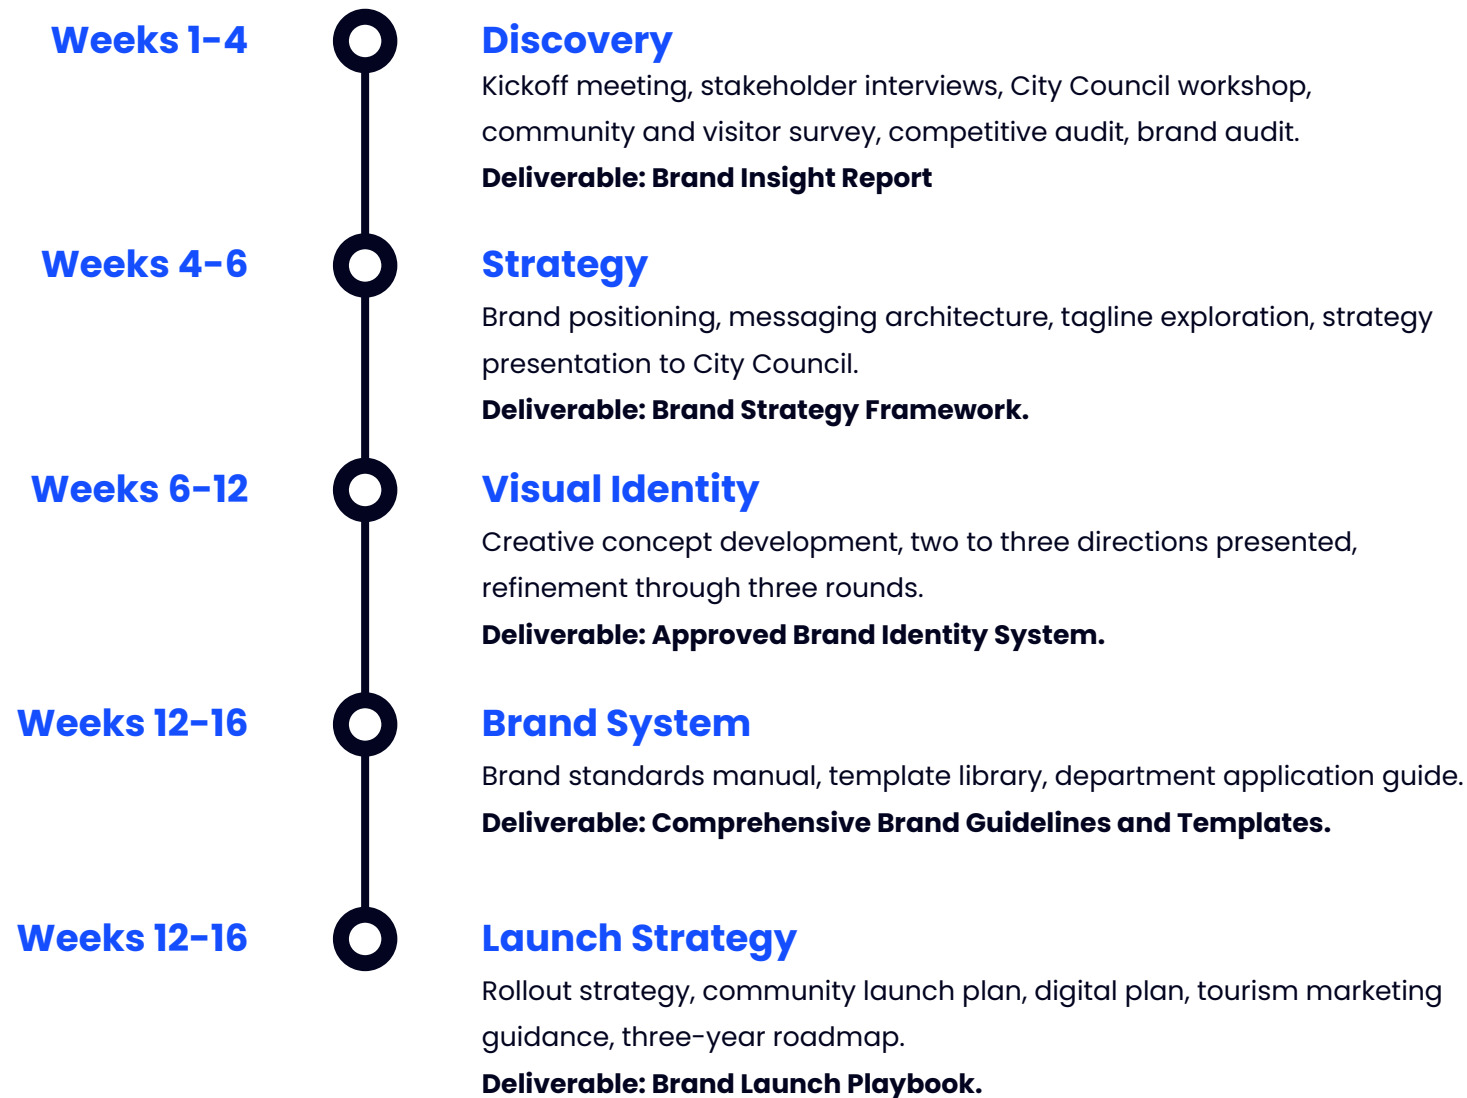 Weeks 1-4
Discovery
Kickoff meeting, stakeholder interviews, City Council workshop,
community and visitor survey, competitive audit, brand audit.
Deliverable: Brand Insight Report
Weeks 4-6
Strategy
Brand positioning, messaging architecture, tagline exploration, strategy
presentation to City Council.
Deliverable: Brand Strategy Framework.
Weeks 6-12
Visual Identity
Creative concept development, two to three directions presented,
refinement through three rounds.
Deliverable: Approved Brand Identity System.
Weeks 12-16
Brand System
Brand standards manual, template library, department application guide.
Deliverable: Comprehensive Brand Guidelines and Templates.
Weeks 12-16
Launch Strategy
Rollout strategy, community launch plan, digital plan, tourism marketing
guidance, three-year roadmap.
Deliverable: Brand Launch Playbook.